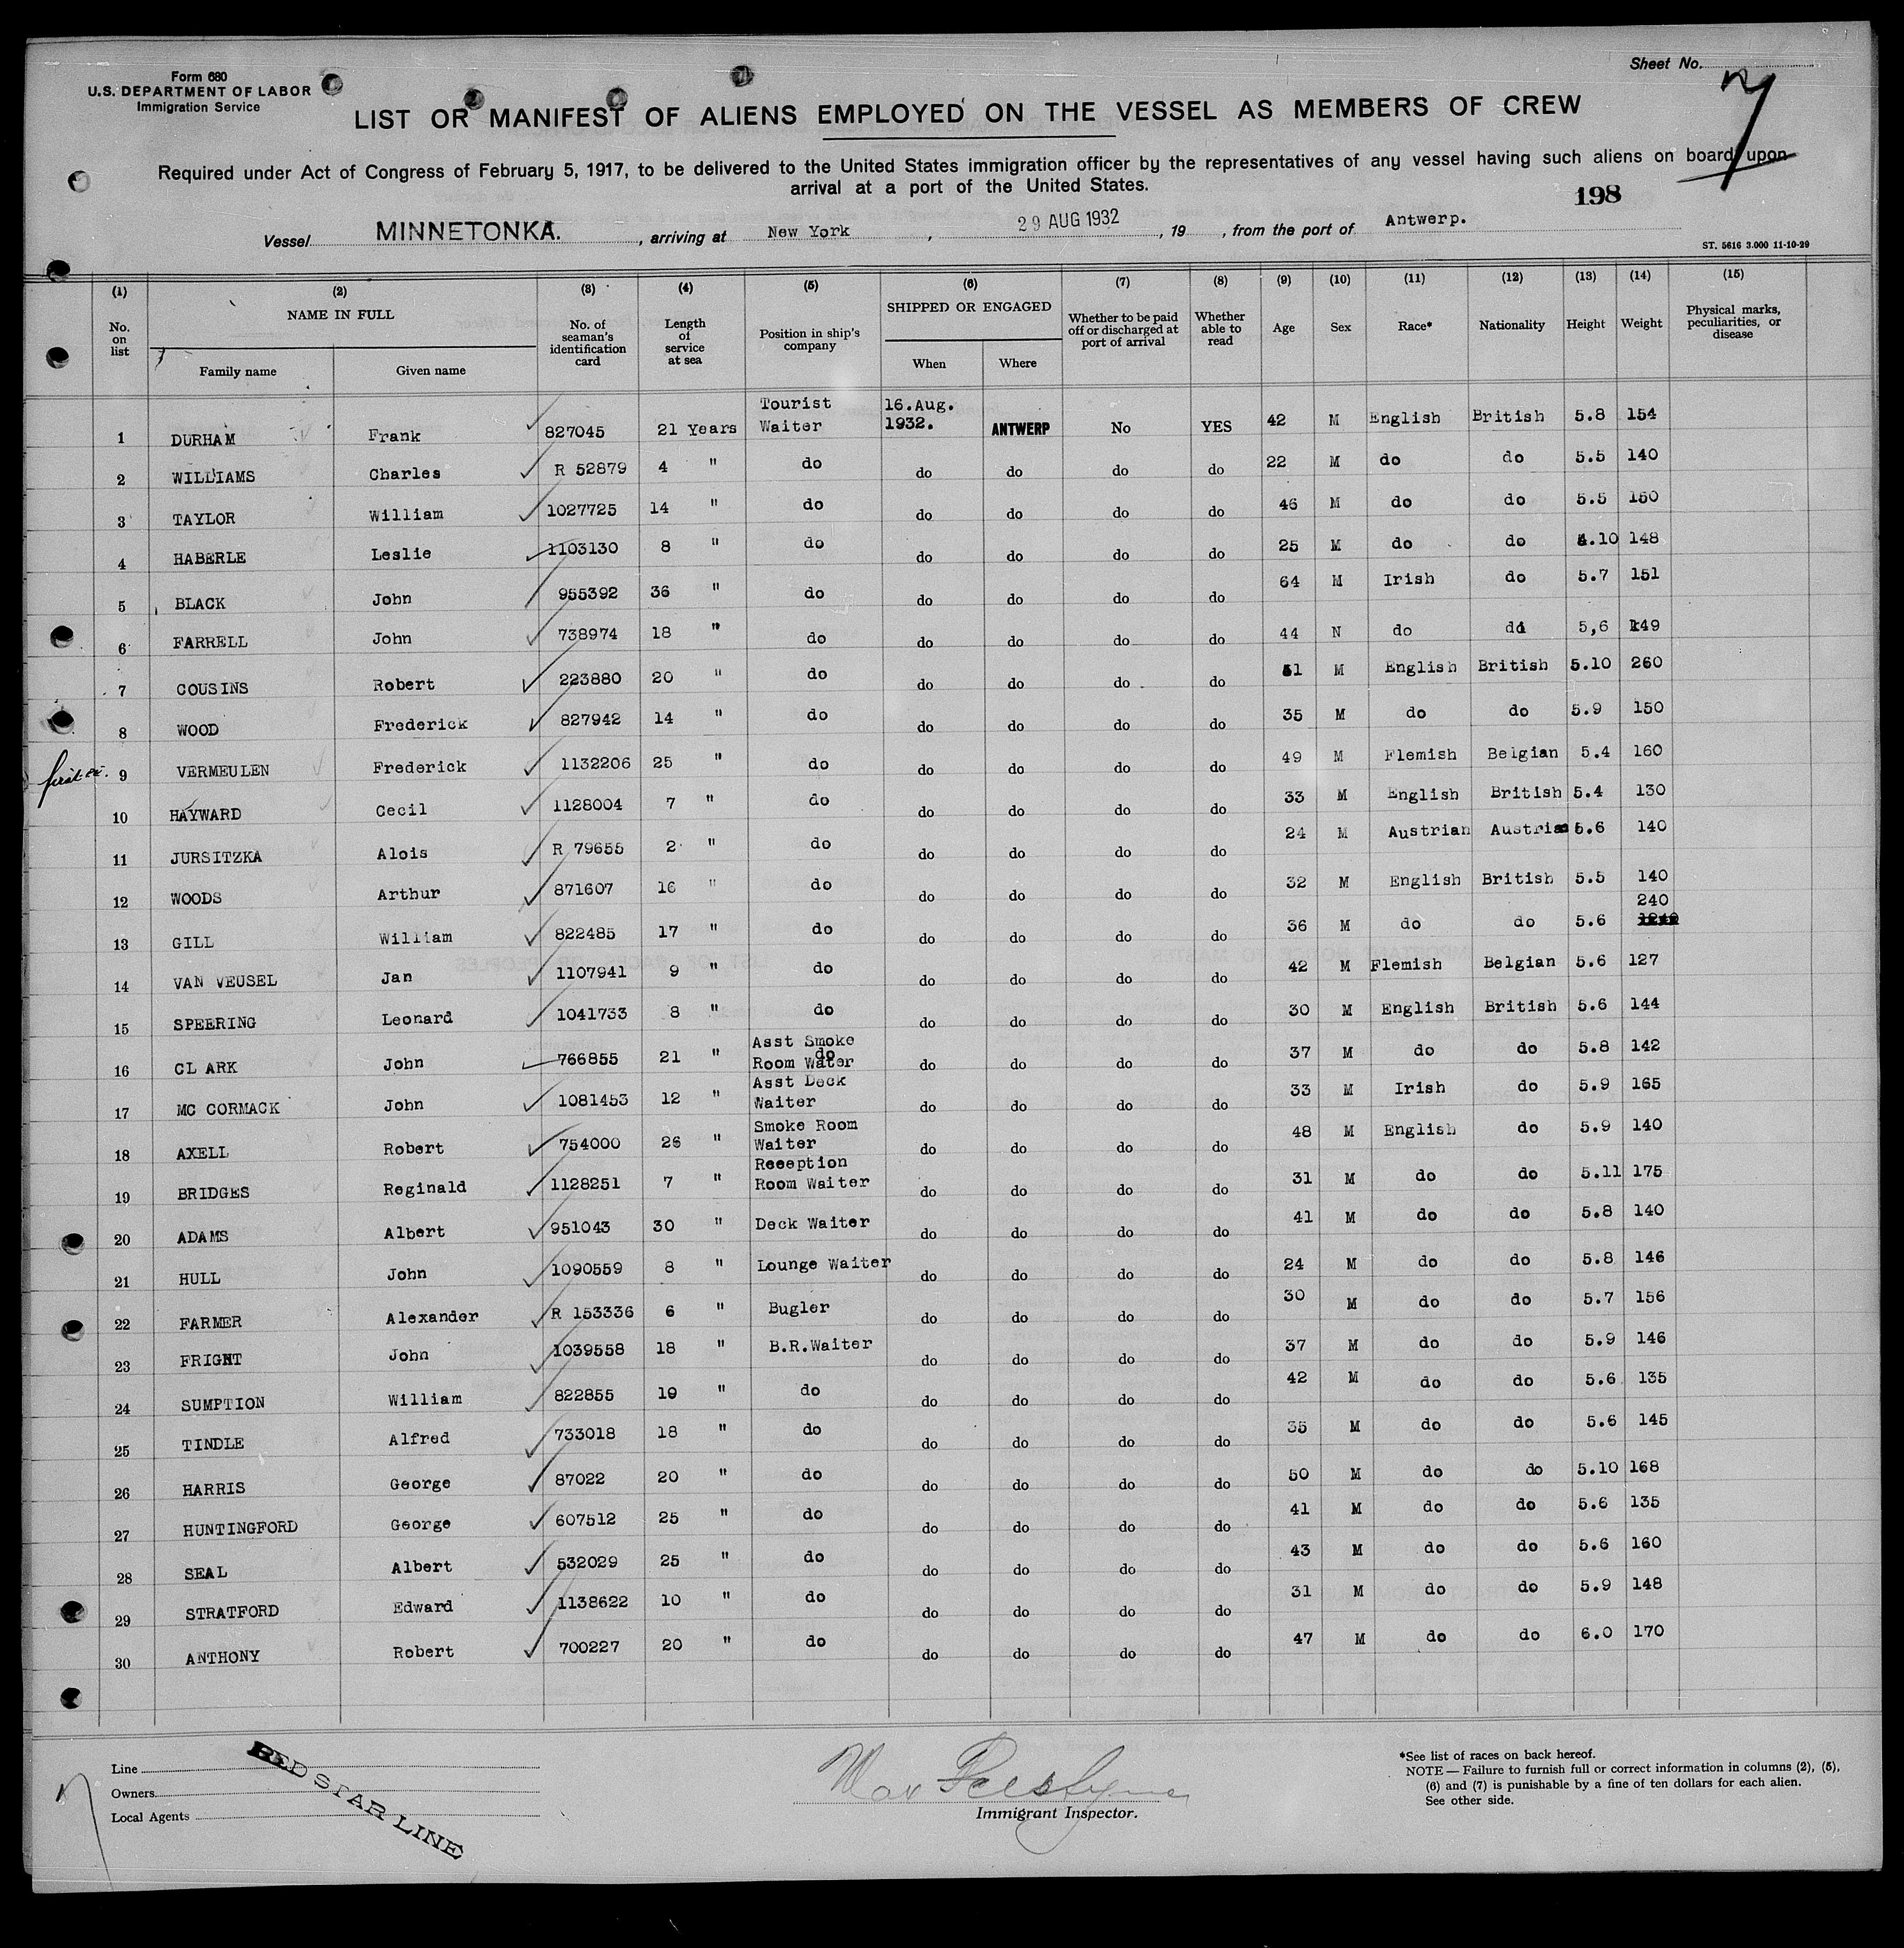 Form 680
U.S. DEPARTMENT OF LABOR
Immigration Service
Sheet No.
7
LIST OR MANIFEST OF ALIENS EMPLOYED ON THE VESSEL AS MEMBERS OF CREW
Required under Act of Congress of February 5, 1917, to be delivered to the United States immigration officer by the representatives of any vessel having such aliens on board upon
arrival at a port of the United States.
198
Vessel MINNETONKA. , arriving at New York , 29 AUG 1932 , 19 , from the port of Antwerp.
ST. 5616 3.000 11-10-29
(1) (2) (3) (4) (5) (6) (7) (8) (9) (10) (11) (12) (13) (14) (15)
No. on list NAME IN FULL Family name Given name No. of seaman's identification card Length of service at sea Position in ship's company SHIPPED OR ENGAGED When Where Whether to be paid off or discharged at port of arrival Whether able to read Age Sex Race* Nationality Height Weight Physical marks, peculiarities, or disease
1 DURHAM Frank 827045 21 Years Tourist Waiter 16.Aug. 1932. ANTWERP No YES 42 M English British 5.8 154
2 WILLIAMS Charles R 52879 4 " do do do do do 22 M do do 5.5 140
3 TAYLOR William 1027725 14 " do do do do do 46 M do do 5.5 150
4 HABERLE Leslie 1103130 8 " do do do do do 25 M do do .10 148
5 BLACK John 955392 36 " do do do do do 64 M Irish do 5.7 151
6 FARRELL John 738974 18 " do do do do do 44 N do do 5,6 149
7 COUSINS Robert 223880 20 " do do do do do 51 M English British 5.10 260
8 WOOD Frederick 827942 14 " do do do do do 35 M do do 5.9 150
9 VERMEULEN Frederick 1132206 25 " do do do do do 49 M Flemish Belgian 5.4 160
10 HAYWARD Cecil 1128004 7 " do do do do do 33 M English British 5.4 130
11 JURSITZKA Alois R 79655 2 " do do do do do 24 M Austrian Austrian 5.6 140
12 WOODS Arthur 871607 16 " do do do do do 32 M English British 5.5 140
13 GILL William 822485 17 " do do do do do 36 M do do 5.6 240
14 VAN VEUSEL Jan 1107941 9 " do do do do do 42 M Flemish Belgian 5.6 127
15 SPEERING Leonard 1041733 8 " do do do do do 30 M English British 5.6 144
16 CLARK John 766855 21 " Asst Smoke do Room Water do do do do 37 M do do 5.8 142
17 MC CORMACK John 1081453 12 " Asst Deck Waiter do do do do 33 M Irish do 5.9 165
18 AXELL Robert 754000 26 " Smoke Room Waiter do do do do 48 M English do 5.9 140
19 BRIDGES Reginald 1128251 7 " Reception Room Waiter do do do do 31 M do do 5.11 175
20 ADAMS Albert 951043 30 " Deck Waiter do do do do 41 M do do 5.8 140
21 HULL John 1090559 8 " Lounge Waiter do do do do 24 M do do 5.8 146
22 FARMER Alexander R 153336 6 " Bugler do do do do 30 M do do 5.7 156
23 FRIGHT John 1039558 18 " B.R.Waiter do do do do 37 M do do 5.9 146
24 SUMPTION William 822855 19 " do do do do do 42 M do do 5.6 135
25 TINDLE Alfred 733018 18 " do do do do do 35 M do do 5.6 145
26 HARRIS George 87022 20 " do do do do do 50 M do do 5.10 168
27 HUNTINGFORD George 607512 25 " do do do do do 41 M do do 5.6 135
28 SEAL Albert 532029 25 " do do do do do 43 M do do 5.6 160
29 STRATFORD Edward 1138622 10 " do do do do do 31 M do do 5.9 148
30 ANTHONY Robert 700227 20 " do do do do do 47 M do do 6.0 170
Line
Owners
Local Agents
RED STAR LINE
Immigrant Inspector.
*See list of races on back hereof.
NOTE — Failure to furnish full or correct information in columns (2), (5),
(6) and (7) is punishable by a fine of ten dollars for each alien.
See other side.